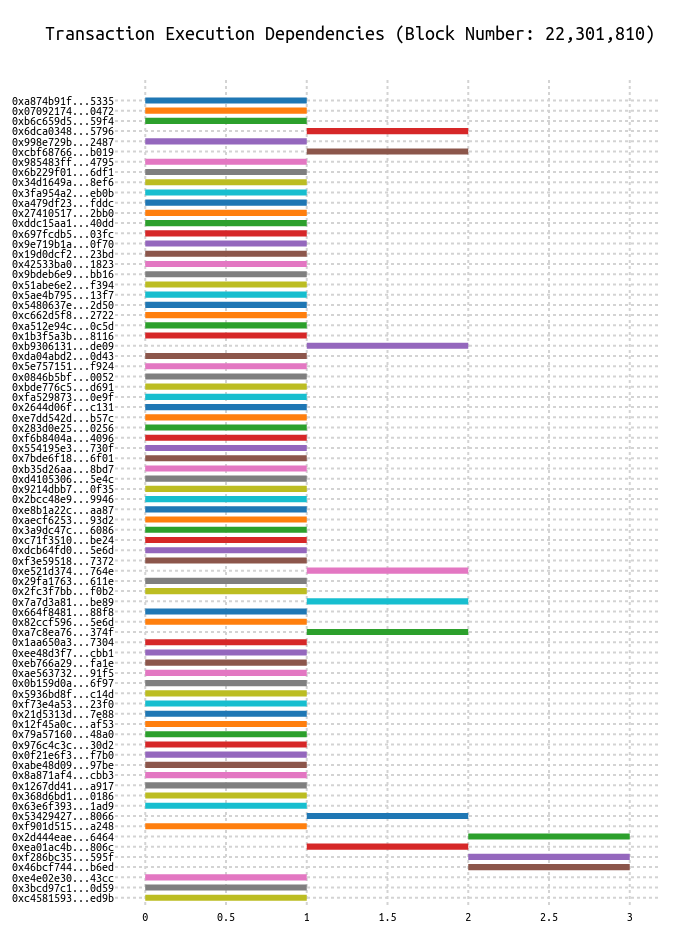 Transaction Execution Dependencies (Block Number: 22,301,810)
0xa874b91f...5335
0x07092174...0472
0xb6c659d5...59f4
0x6dca0348...5796
0x998e729b...2487
0xcbf68766...b019
0x985483ff...4795
0x6b229f01...6df1
0x34d1649a...8ef6
0x3fa954a2...eb0b
0xa479df23...fddc
0x27410517...2bb0
0xddc15aa1...40dd
0x697fcdb5...03fc
0x9e719b1a...0f70
0x19d0dcf2...23bd
0x42533ba0...1823
0x9bdeb6e9...bb16
0x51abe6e2...f394
0x5ae4b795...13f7
0x5480637e...2d50
0xc662d5f8...2722
0xa512e94c...0c5d
0x1b3f5a3b...8116
0xb9306131...de09
0xda04abd2...0d43
0x5e757151...f924
0x0846b5bf...0052
0xbde776c5...d691
0xfa529873...0e9f
0x2644d06f...c131
0xe7dd542d...b57c
0x283d0e25...0256
0xf6b8404a...4096
0x554195e3...730f
0x7bde6f18...6f01
0xb35d26aa...8bd7
0xd4105306...5e4c
0x9214dbb7...0f35
0x2bcc48e9...9946
0xe8b1a22c...aa87
0xaecf6253...93d2
0x3a9dc47c...6086
0xc71f3510...be24
0xdcb64fd0...5e6d
0xf3e59518...7372
0xe521d374...764e
0x29fa1763...611e
0x2fc3f7bb...f0b2
0x7a7d3a81...be89
0x664f8481...88f8
0x82ccf596...5e6d
0xa7c8ea76...374f
0x1aa650a3...7304
0xee48d3f7...cbb1
0xeb766a29...fa1e
0xae563732...91f5
0x0b159d0a...6f97
0x5936bd8f...c14d
0xf73e4a53...23f0
0x21d5313d...7e88
0x12f45a0c...af53
0x79a57160...48a0
0x976c4c3c...30d2
0x0f21e6f3...f7b0
0xabe48d09...97be
0x8a871af4...cbb3
0x1267dd41...a917
0x368d6bd1...0186
0x63e6f393...1ad9
0x53429427...8066
0xf901d515...a248
0x2d444eae...6464
0xea01ac4b...806c
0xf286bc35...595f
0x46bcf744...b6ed
0xe4e02e30...43cc
0x3bcd97c1...0d59
0xc4581593...ed9b
0 0.5 1 1.5 2 2.5 3